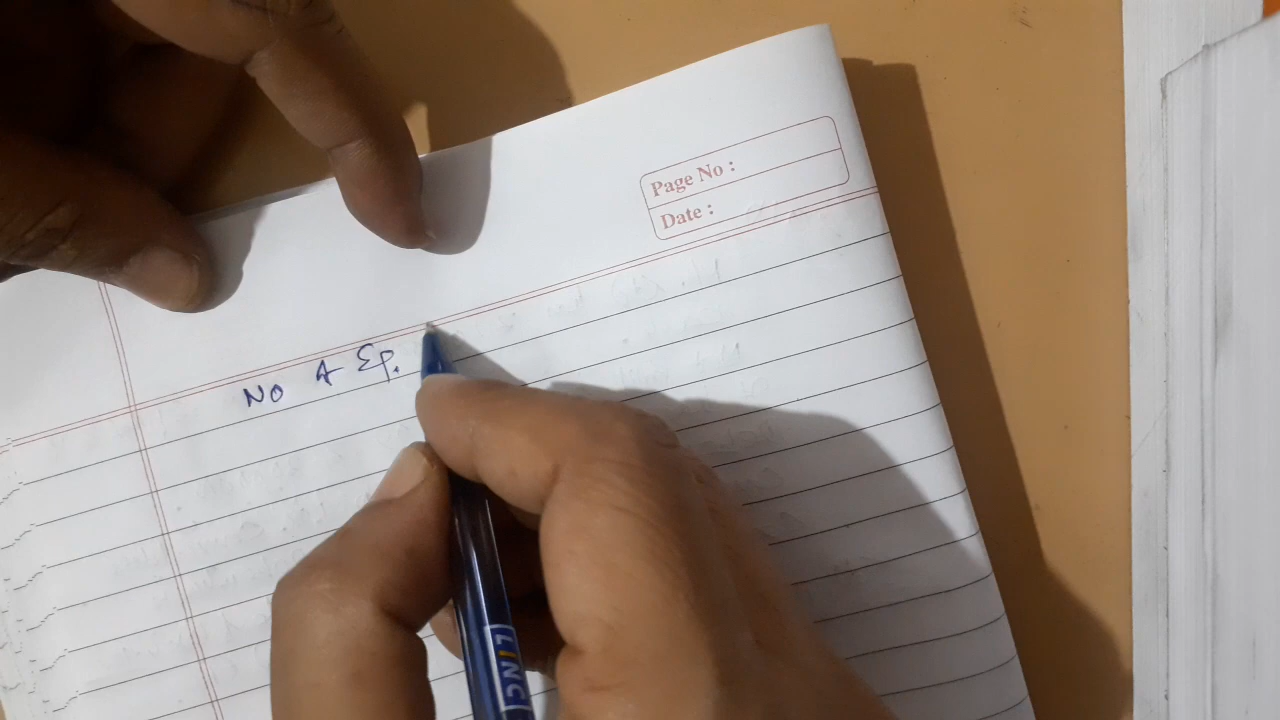 Page No :
Date :
NO A Ep.
LINC